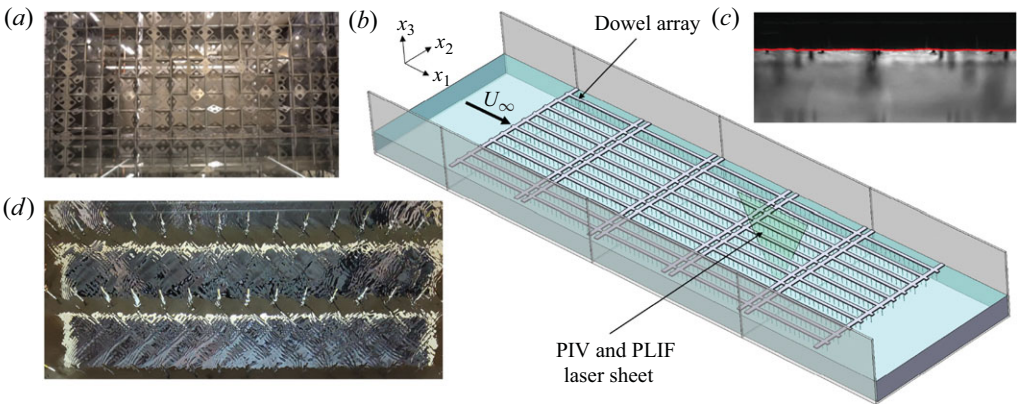 (a)
(b)
x₃
x₂
x₁
U∞
Dowel array
(c)
(d)
PIV and PLIF
laser sheet